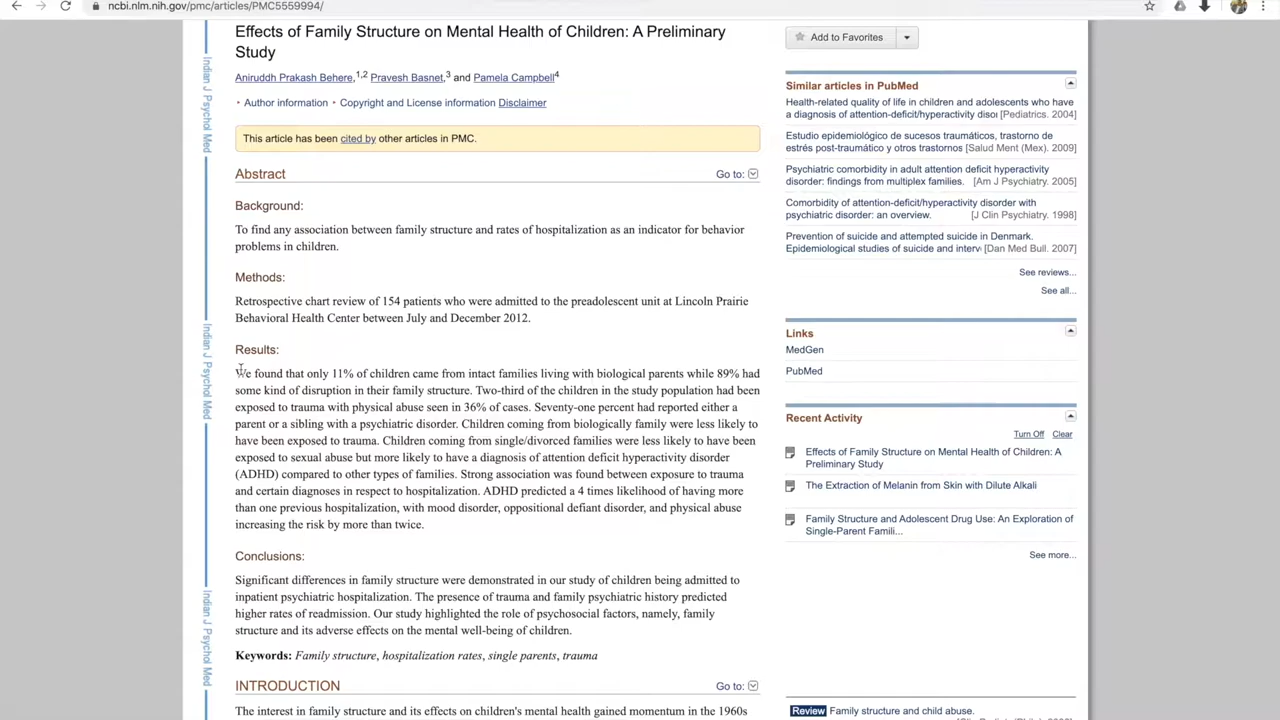 ncbi.nlm.nih.gov/pmc/articles/PMC5559994/
Effects of Family Structure on Mental Health of Children: A Preliminary
Study
Aniruddh Prakash Behere,1,2 Eravesh Basnet,3 and Pamela Campbell4
• Author information • Copyright and License information Disclaimer
This article has been cited by other articles in PMC.
Abstract
Go to:
Background:
To find any association between family structure and rates of hospitalization as an indicator for behavior
problems in children.
Methods:
Retrospective chart review of 154 patients who were admitted to the preadolescent unit at Lincoln Prairie
Behavioral Health Center between July and December 2012.
Results:
We found that only 11% of children came from intact families living with biological parents while 89% had
some kind of disruption in their family structure. Two-third of the children in the study population had been
exposed to trauma with physical abuse seen in 36% of cases. Seventy-one percent had reported either a
parent or a sibling with a psychiatric disorder. Children coming from biologically family were less likely to
have been exposed to trauma. Children coming from single/divorced families were less likely to have been
exposed to sexual abuse but more likely to have a diagnosis of attention deficit hyperactivity disorder
(ADHD) compared to other types of families. Strong association was found between exposure to trauma
and certain diagnoses in respect to hospitalization. ADHD predicted a 4 times likelihood of having more
than one previous hospitalization, with mood disorder, oppositional defiant disorder, and physical abuse
increasing the risk by more than twice.
Conclusions:
Significant differences in family structure were demonstrated in our study of children being admitted to
inpatient psychiatric hospitalization. The presence of trauma and family psychiatric history predicted
higher rates of readmission. Our study highlights the role of psychosocial factors, namely, family
structure and its adverse effects on the mental well-being of children.
Keywords: Family structure, hospitalization rate, single parents, trauma
INTRODUCTION
Go to:
The interest in family structure and its effects on children's mental health gained momentum in the 1960s
Indian J Psychol Med
Indian J Psychol Med
Indian J Psychol Med
Add to Favorites
Similar articles in PubMed
Health-related quality of life in children and adolescents who have
a diagnosis of attention-deficit/hyperactivity disor [Pediatrics. 2004]
Estudio epidemiológico de sucesos traumáticos, trastorno de
estrés post-traumático y otros trastornos [Salud Ment (Mex). 2009]
Psychiatric comorbidity in adult attention deficit hyperactivity
disorder: findings from multiplex families. [Am J Psychiatry. 2005]
Comorbidity of attention-deficit/hyperactivity disorder with
psychiatric disorder: an overview. [J Clin Psychiatry. 1998]
Prevention of suicide and attempted suicide in Denmark.
Epidemiological studies of suicide and interv [Dan Med Bull. 2007]
See reviews...
See all...
Links
MedGen
PubMed
Recent Activity
Turn Off Clear
Effects of Family Structure on Mental Health of Children: A
Preliminary Study
The Extraction of Melanin from Skin with Dilute Alkali
Family Structure and Adolescent Drug Use: An Exploration of
Single-Parent Famili...
See more...
Review Family structure and child abuse.